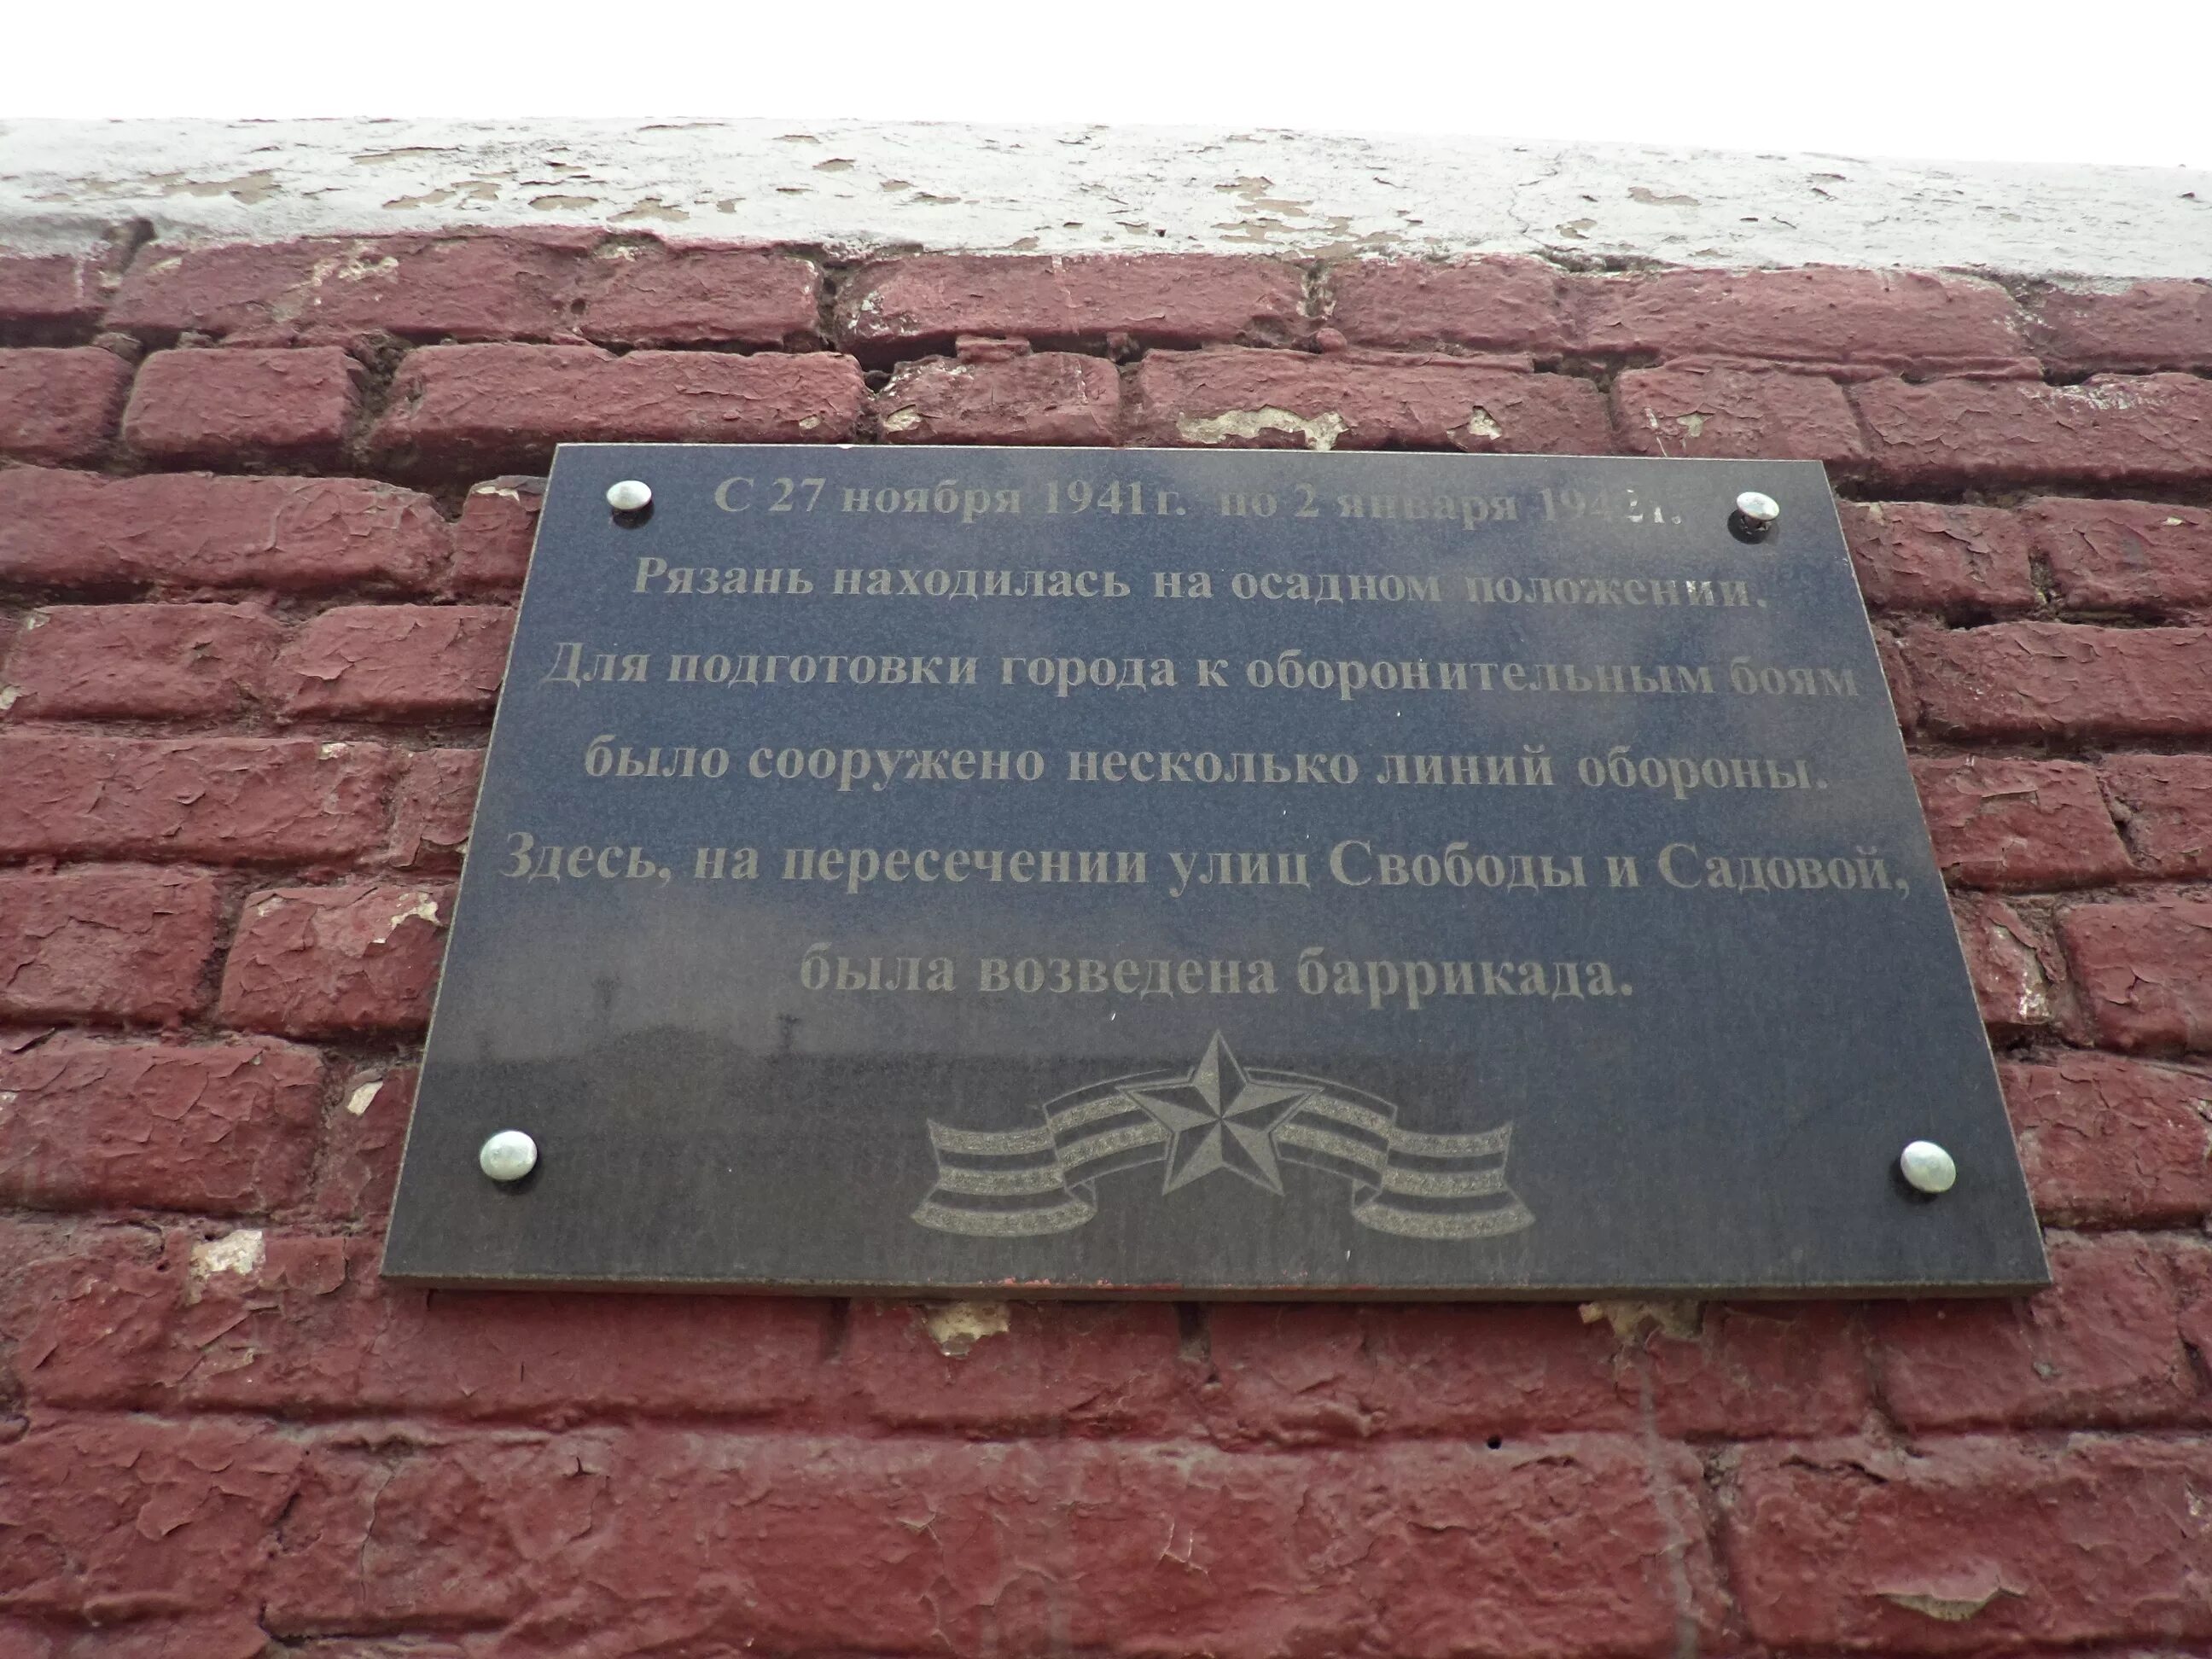 С 27 ноября 1941г. по 2 января 1942г.
Рязань находилась на осадном положении.
Для подготовки города к оборонительным боям
было сооружено несколько линий обороны.
Здесь, на пересечении улиц Свободы и Садовой,
была возведена баррикада.